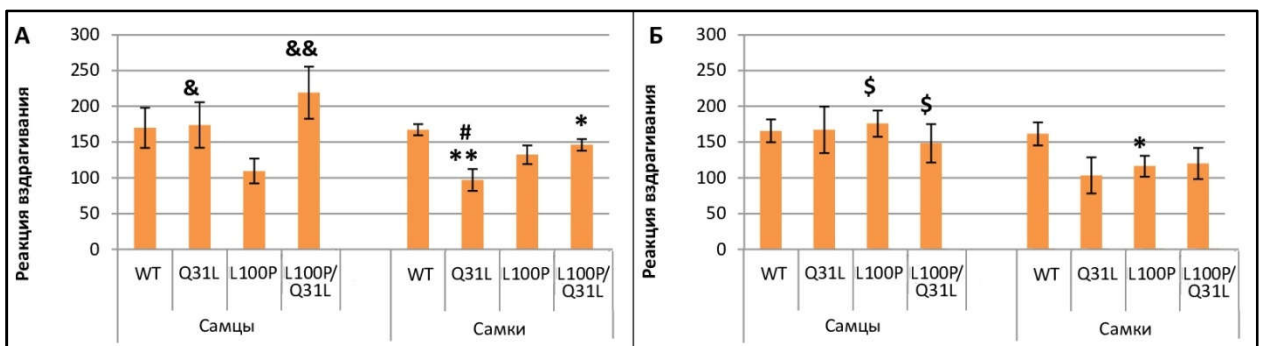 А
Реакция вздрагивания
300
250
200
150
100
50
0
&
&&
#
**
*
WT
Q31L
L100P
L100P/
Q31L
WT
Q31L
L100P
L100P/
Q31L
Самцы
Самки
Б
Реакция вздрагивания
300
250
200
150
100
50
0
$
$
*
WT
Q31L
L100P
L100P/
Q31L
WT
Q31L
L100P
L100P/
Q31L
Самцы
Самки